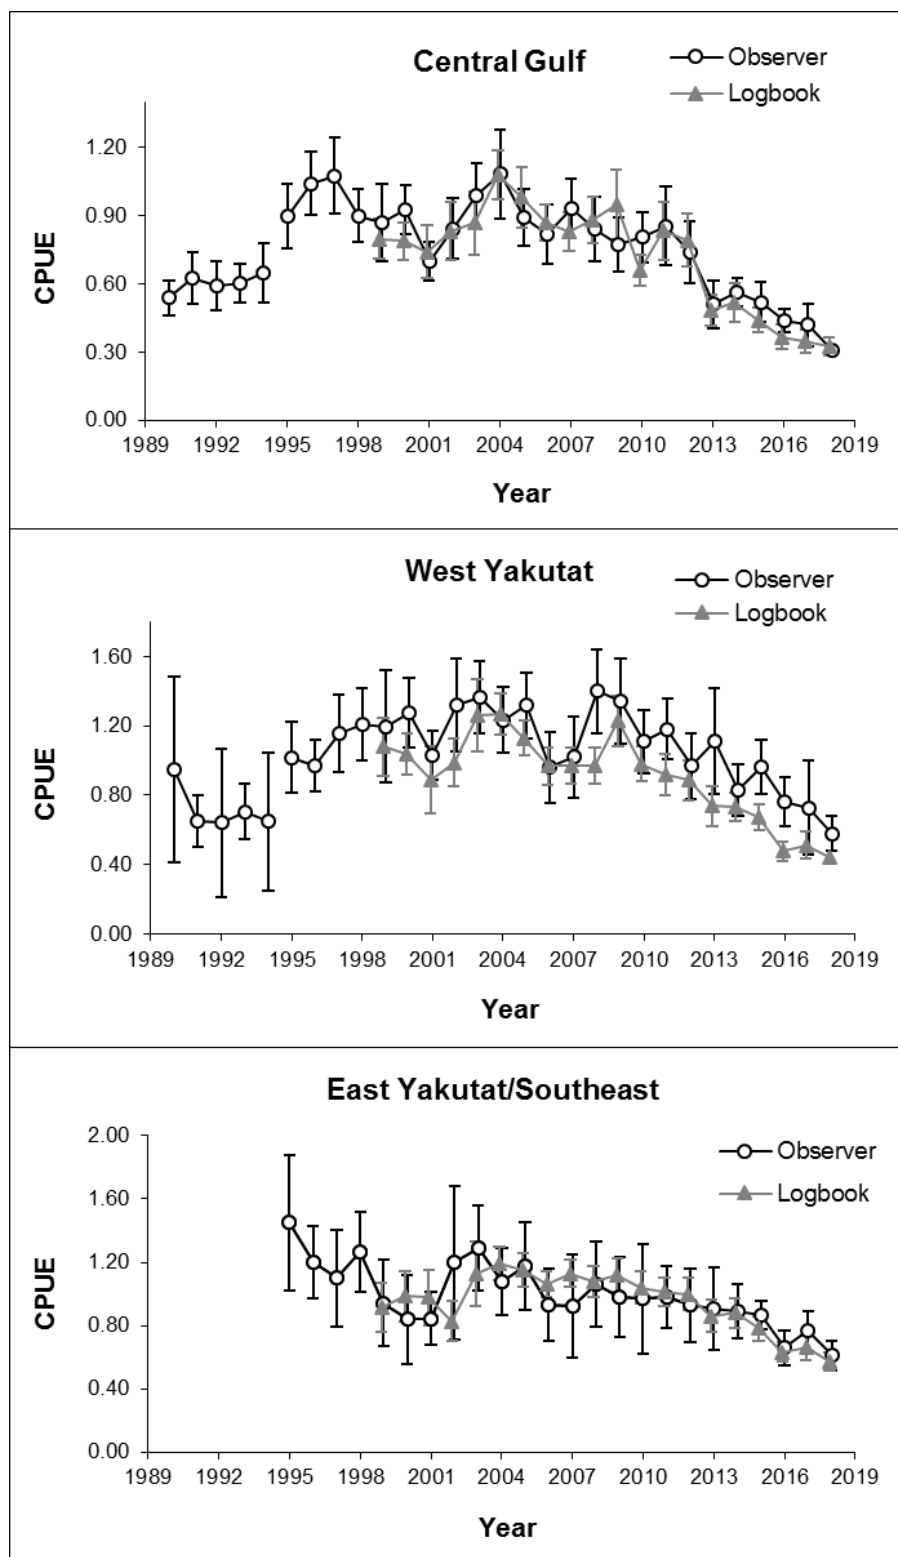 Central Gulf
Observer
Logbook
CPUE
1.20
0.90
0.60
0.30
0.00
1989 1992 1995 1998 2001 2004 2007 2010 2013 2016 2019
Year
West Yakutat
Observer
Logbook
CPUE
1.60
1.20
0.80
0.40
0.00
1989 1992 1995 1998 2001 2004 2007 2010 2013 2016 2019
Year
East Yakutat/Southeast
Observer
Logbook
CPUE
2.00
1.60
1.20
0.80
0.40
0.00
1989 1992 1995 1998 2001 2004 2007 2010 2013 2016 2019
Year